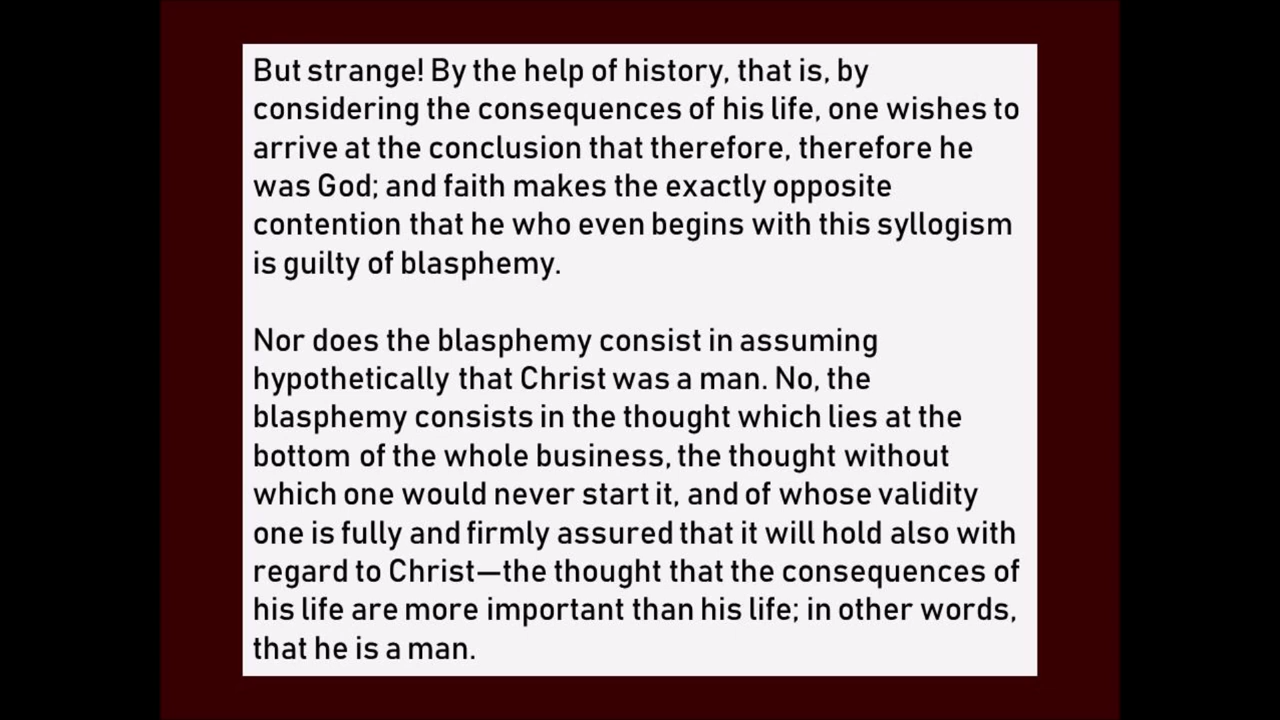 But strange! By the help of history, that is, by
considering the consequences of his life, one wishes to
arrive at the conclusion that therefore, therefore he
was God; and faith makes the exactly opposite
contention that he who even begins with this syllogism
is guilty of blasphemy.
Nor does the blasphemy consist in assuming
hypothetically that Christ was a man. No, the
blasphemy consists in the thought which lies at the
bottom of the whole business, the thought without
which one would never start it, and of whose validity
one is fully and firmly assured that it will hold also with
regard to Christ—the thought that the consequences of
his life are more important than his life; in other words,
that he is a man.